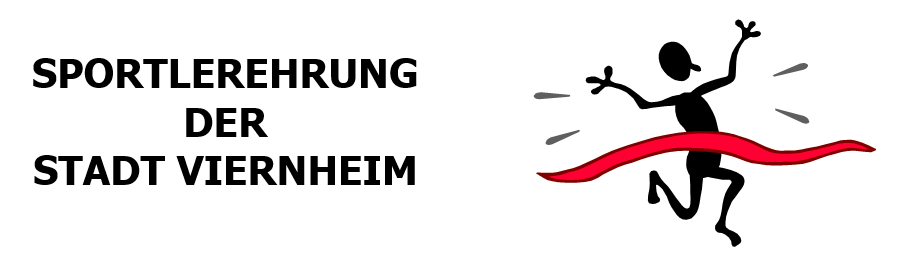 SPORTLEREHRUNG
DER
STADT VIERNHEIM